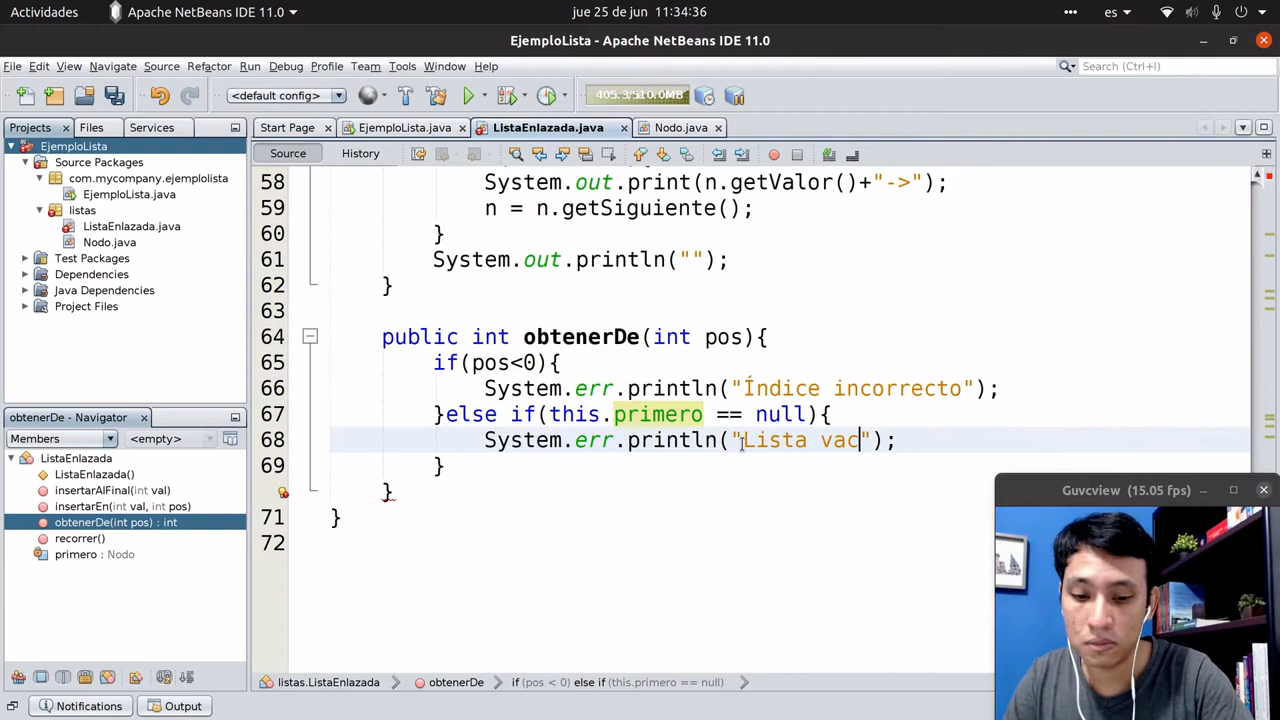 Actividades
Apache NetBeans IDE 11.0
jue 25 de jun 11:34:36
es
EjemploLista - Apache NetBeans IDE 11.0
File Edit View Navigate Source Refactor Run Debug Profile Team Tools Window Help
Search (Ctrl+I)
<default config>
405.3/510.0MB
Projects Files Services
Start Page EjemploLista.java ListaEnlazada.java Nodo.java
Source History
EjemploLista
Source Packages
com.mycompany.ejemplolista
EjemploLista.java
listas
ListaEnlazada.java
Nodo.java
Test Packages
Dependencies
Java Dependencies
Project Files
obtenerDe - Navigator
Members
<empty>
ListaEnlazada
insertarAlFinal(int val)
insertarEn(int val, int pos)
obtenerDe(int pos) : int
recorrer()
primero : Nodo
58 System.out.print(n.getValor()+"->");
59 n = n.getSiguiente();
60 }
61 System.out.println("");
62 }
63
64 public int obtenerDe(int pos){
65 if(pos<0){
66 System.err.println("Índice incorrecto");
67 }else if(this.primero == null){
68 System.err.println("Lista vac");
69 }
}
71 }
72
Guvcview (15.05 fps)
listas.ListaEnlazada
obtenerDe
if (pos < 0) else if (this.primero == null)
Notifications Output